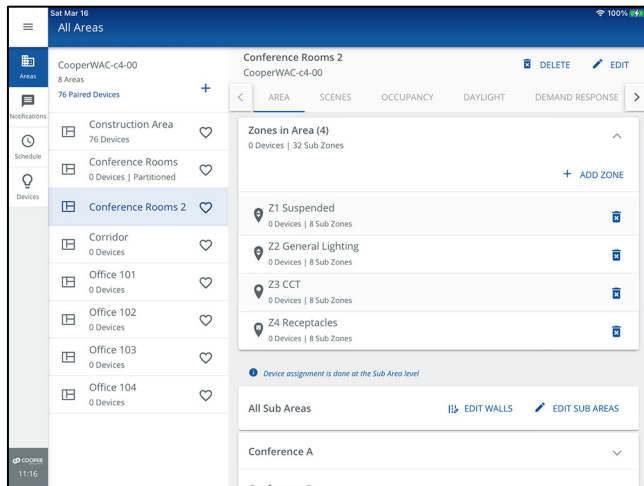 Sat Mar 16
100%
All Areas
Areas
Notifications
Schedule
Devices
COOPER
11:16
CooperWAC-c4-00
8 Areas
76 Paired Devices
+
Construction Area
76 Devices
Conference Rooms
0 Devices | Partitioned
Conference Rooms 2
Corridor
0 Devices
Office 101
0 Devices
Office 102
0 Devices
Office 103
0 Devices
Office 104
0 Devices
Conference Rooms 2
CooperWAC-c4-00
DELETE
EDIT
AREA SCENES OCCUPANCY DAYLIGHT DEMAND RESPONSE
Zones in Area (4)
0 Devices | 32 Sub Zones
+ ADD ZONE
Z1 Suspended
0 Devices | 8 Sub Zones
Z2 General Lighting
0 Devices | 8 Sub Zones
Z3 CCT
0 Devices | 8 Sub Zones
Z4 Receptacles
0 Devices | 8 Sub Zones
Device assignment is done at the Sub Area level
All Sub Areas
EDIT WALLS
EDIT SUB AREAS
Conference A